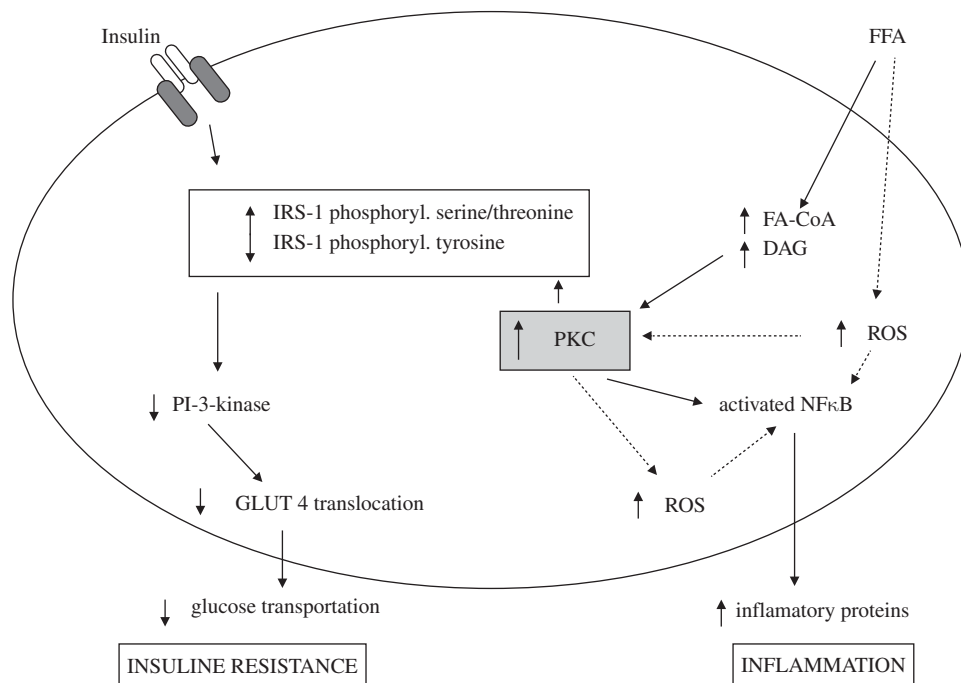 Insulin
FFA
IRS-1 phosphoryl. serine/threonine
IRS-1 phosphoryl. tyrosine
FA-CoA
DAG
PKC
ROS
PI-3-kinase
activated NFκB
GLUT 4 translocation
ROS
glucose transportation
inflamatory proteins
INSULINE RESISTANCE
INFLAMMATION